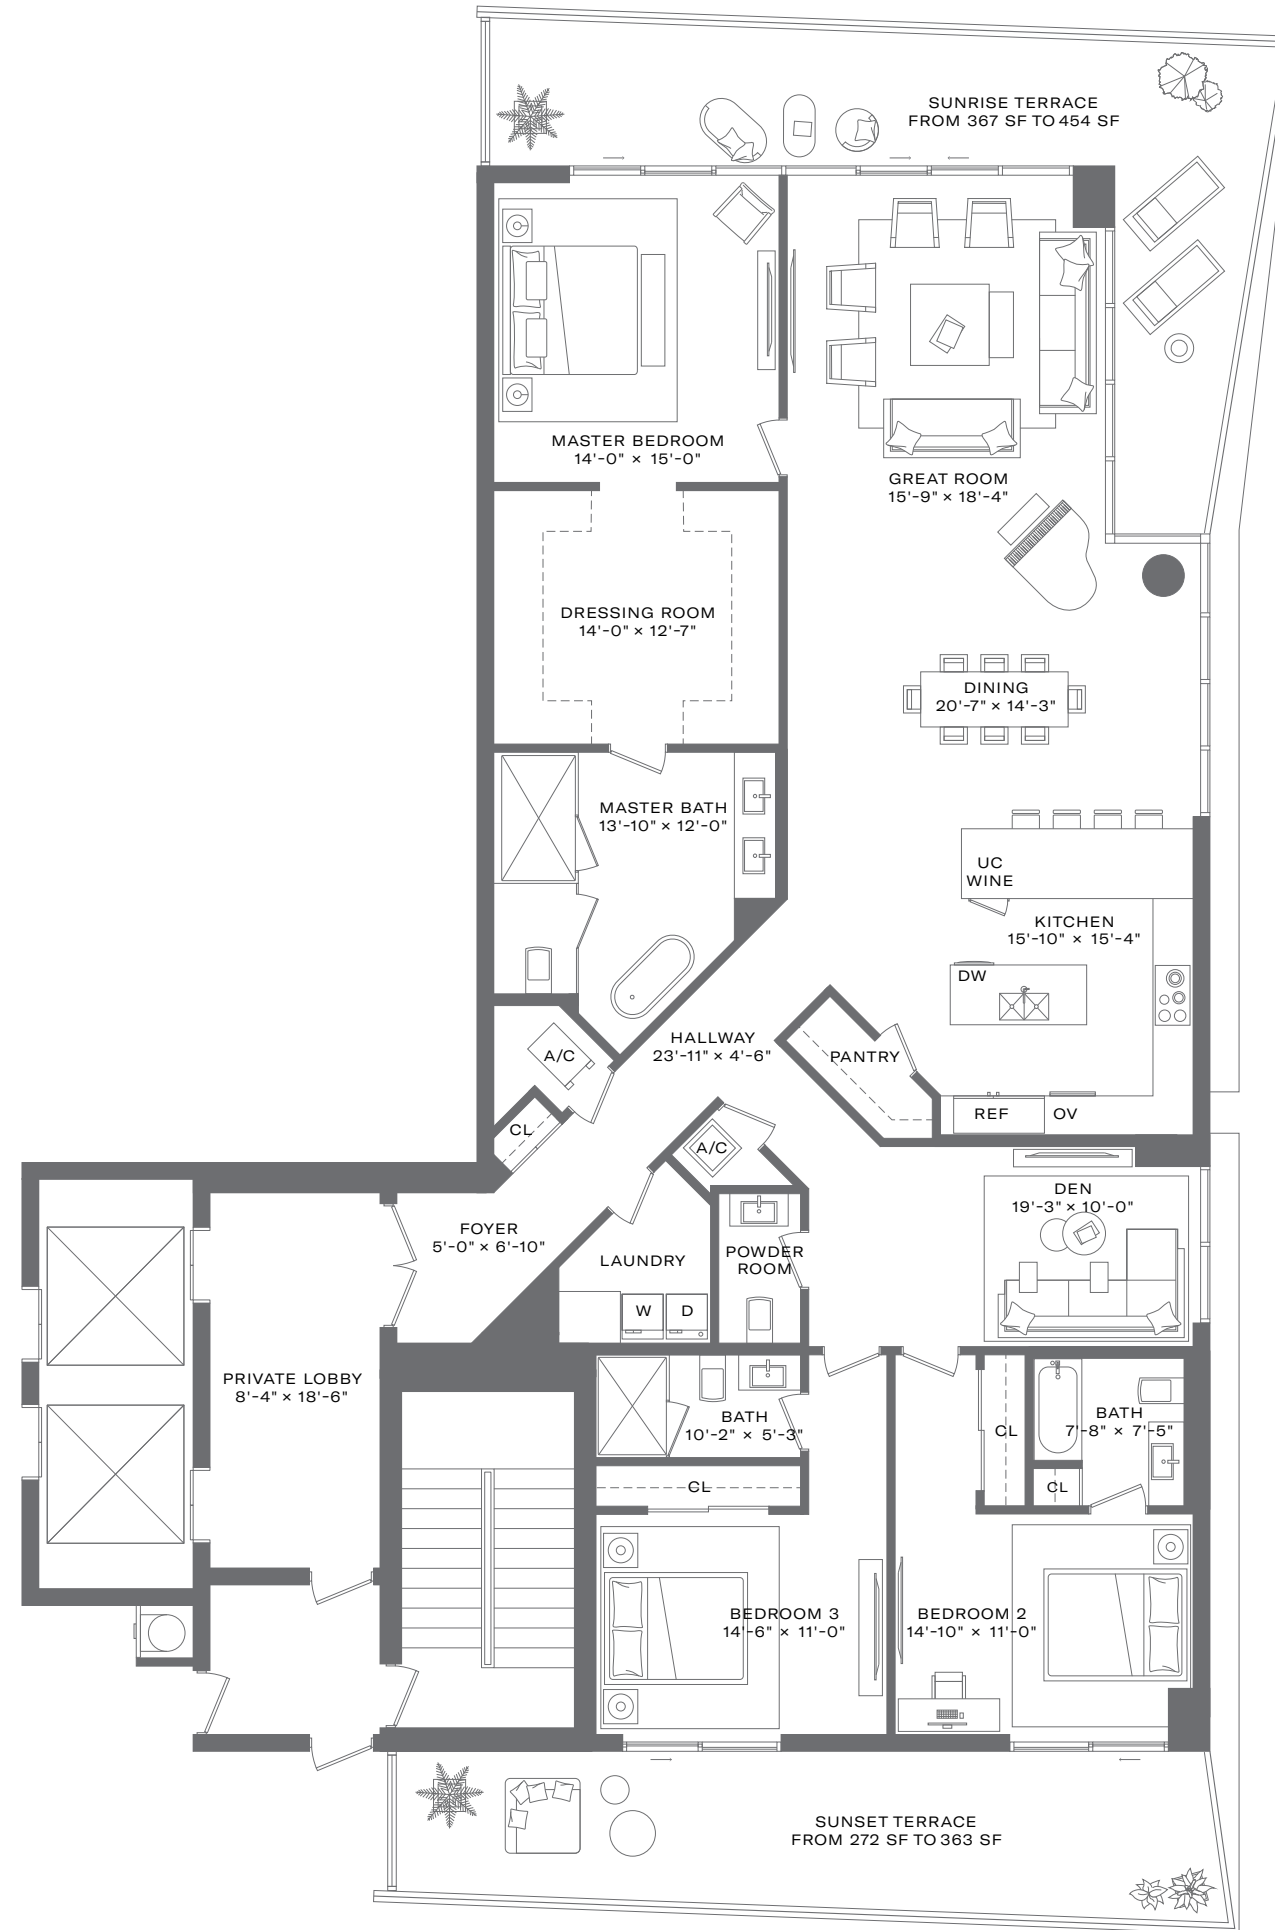 SUNRISE TERRACE
FROM 367 SF TO 454 SF
MASTER BEDROOM
14'-0" × 15'-0"
GREAT ROOM
15'-9" × 18'-4"
DRESSING ROOM
14'-0" × 12'-7"
DINING
20'-7" × 14'-3"
MASTER BATH
13'-10" × 12'-0"
UC
WINE
KITCHEN
15'-10" × 15'-4"
DW
HALLWAY
23'-11" × 4'-6"
A/C
PANTRY
REF
OV
CL
A/C
DEN
19'-3" × 10'-0"
FOYER
5'-0" × 6'-10"
LAUNDRY
POWDER
ROOM
W
D
PRIVATE LOBBY
8'-4" × 18'-6"
BATH
10'-2" × 5'-3"
CL
BATH
7'-8" × 7'-5"
CL
CL
BEDROOM 3
14'-6" × 11'-0"
BEDROOM 2
14'-10" × 11'-0"
SUNSET TERRACE
FROM 272 SF TO 363 SF